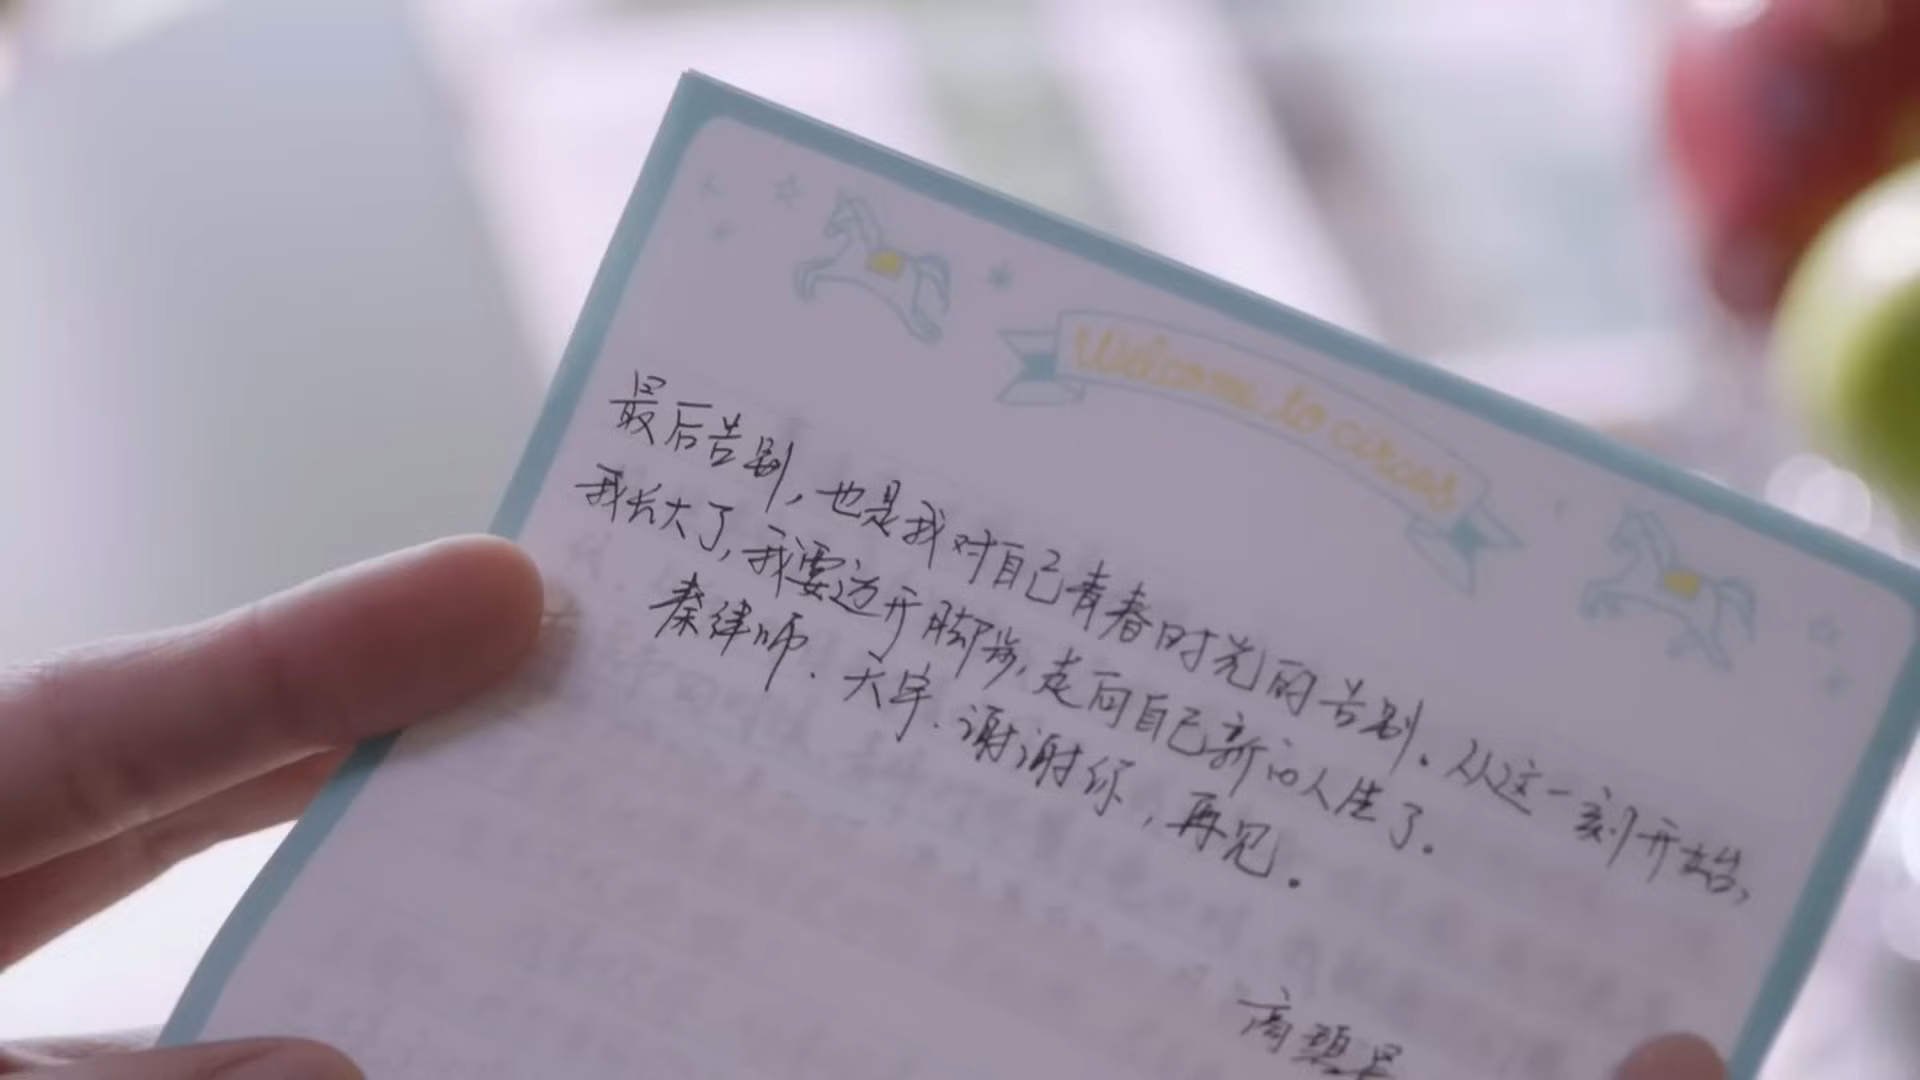 Welcome to circus
最后告别，也是我对自己青春时光的告别。从这一刻开始，
我长大了，我要迈开脚步，走向自己新的人生了。
秦律师、大宇、谢谢你，再见。
高